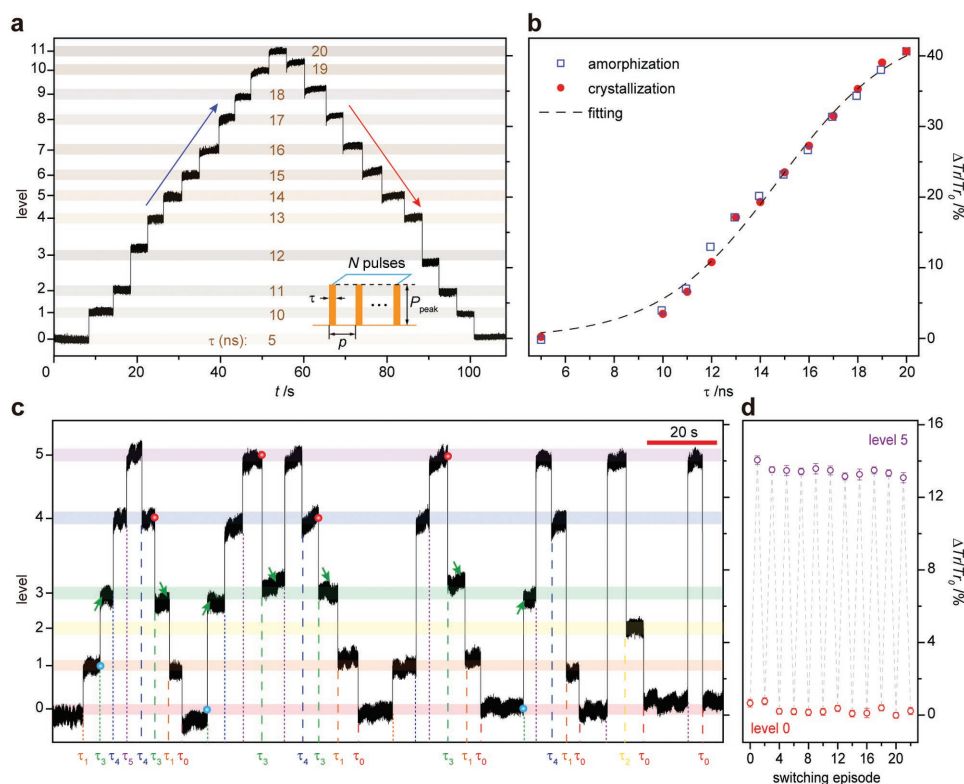 a
level
11
10
9
8
7
6
5
4
3
2
1
0
20
19
18
17
16
15
14
13
12
11
10
τ (ns): 5
N pulses
τ
P peak
p
0 20 40 60 80 100
t /s
b
amorphization
crystallization
fitting
40
30
20
10
0
ΔTr/Tr₀ /%
4 6 8 10 12 14 16 18 20
τ /ns
c
20 s
level
5
4
3
2
1
0
τ₁ τ₃ τ₄ τ₅ τ₄ τ₃ τ₁ τ₀ τ₃ τ₄ τ₃ τ₁ τ₀ τ₃ τ₁ τ₀ τ₄ τ₁ τ₀ τ₂ τ₀ τ₀
d
16
12
8
4
0
ΔTr/Tr₀ /%
level 5
level 0
0 4 8 12 16 20
switching episode